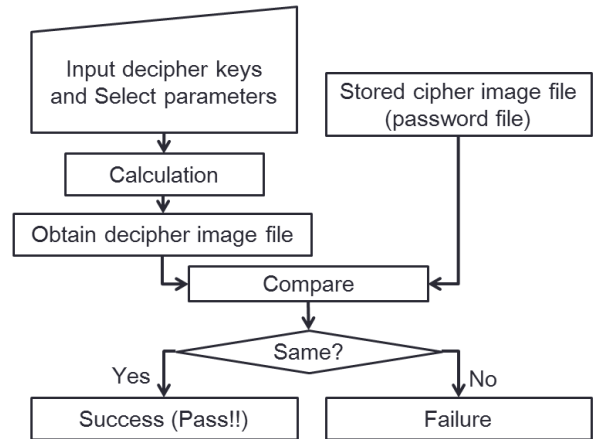 Input decipher keys
and Select parameters
Stored cipher image file
(password file)
Calculation
Obtain decipher image file
Compare
Same?
Yes
No
Success (Pass!!)
Failure